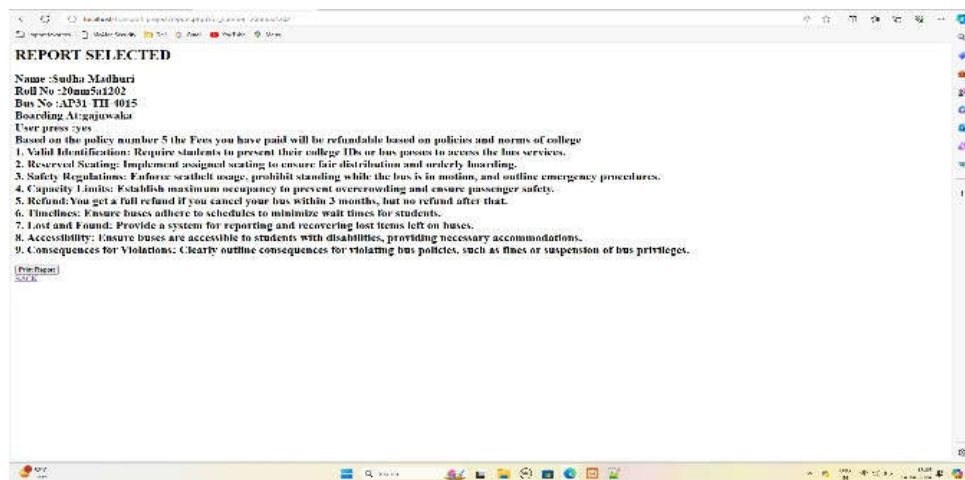 REPORT SELECTED
Name :Sudha Madhuri
Roll No :20nm5a1202
Bus No :AP31-TH-4015
Boarding At:gajuwaka
User press :yes
Based on the policy number 5 the Fees you have paid will be refundable based on policies and norms of college
1. Valid Identification: Require students to present their college IDs or bus passes to access the bus services.
2. Reserved Seating: Implement assigned seating to ensure fair distribution and orderly boarding.
3. Safety Regulations: Enforce seatbelt usage, prohibit standing while the bus is in motion, and outline emergency procedures.
4. Capacity Limits: Establish maximum occupancy to prevent overcrowding and ensure passenger safety.
5. Refund:You get a full refund if you cancel your bus within 3 months, but no refund after that.
6. Timelines: Ensure buses adhere to schedules to minimize wait times for students.
7. Lost and Found: Provide a system for reporting and recovering lost items left on buses.
8. Accessibility: Ensure buses are accessible to students with disabilities, providing necessary accommodations.
9. Consequences for Violations: Clearly outline consequences for violating bus policies, such as fines or suspension of bus privileges.
Print Report
BACK